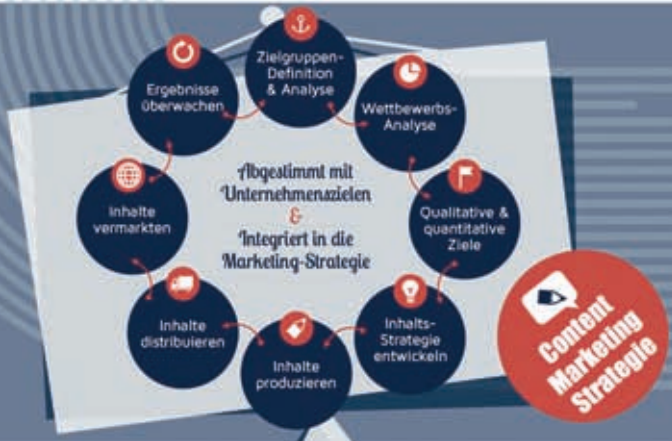 Zielgruppen-
Definition
& Analyse
Wettbewerbs-
Analyse
Qualitative &
quantitative
Ziele
Inhalts-
Strategie
entwickeln
Inhalte
produzieren
Inhalte
distribuieren
Inhalte
vermarkten
Ergebnisse
überwachen
Abgestimmt mit
Unternehmenszielen
&
Integriert in die
Marketing-Strategie
Content
Marketing
Strategie